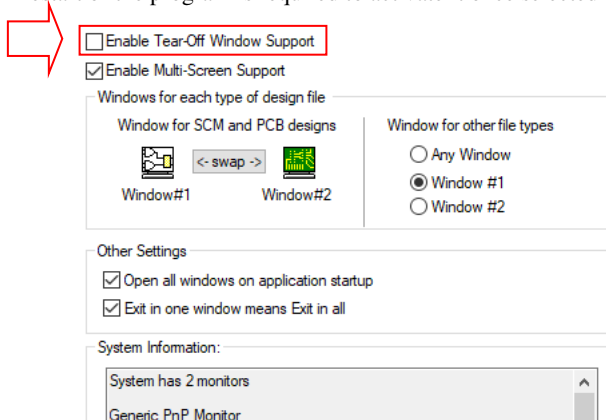 Enable Tear-Off Window Support
Enable Multi-Screen Support
Windows for each type of design file
Window for SCM and PCB designs
Window for other file types
<- swap ->
Window#1
Window#2
Any Window
Window #1
Window #2
Other Settings
Open all windows on application startup
Exit in one window means Exit in all
System Information:
System has 2 monitors
Generic PnP Monitor